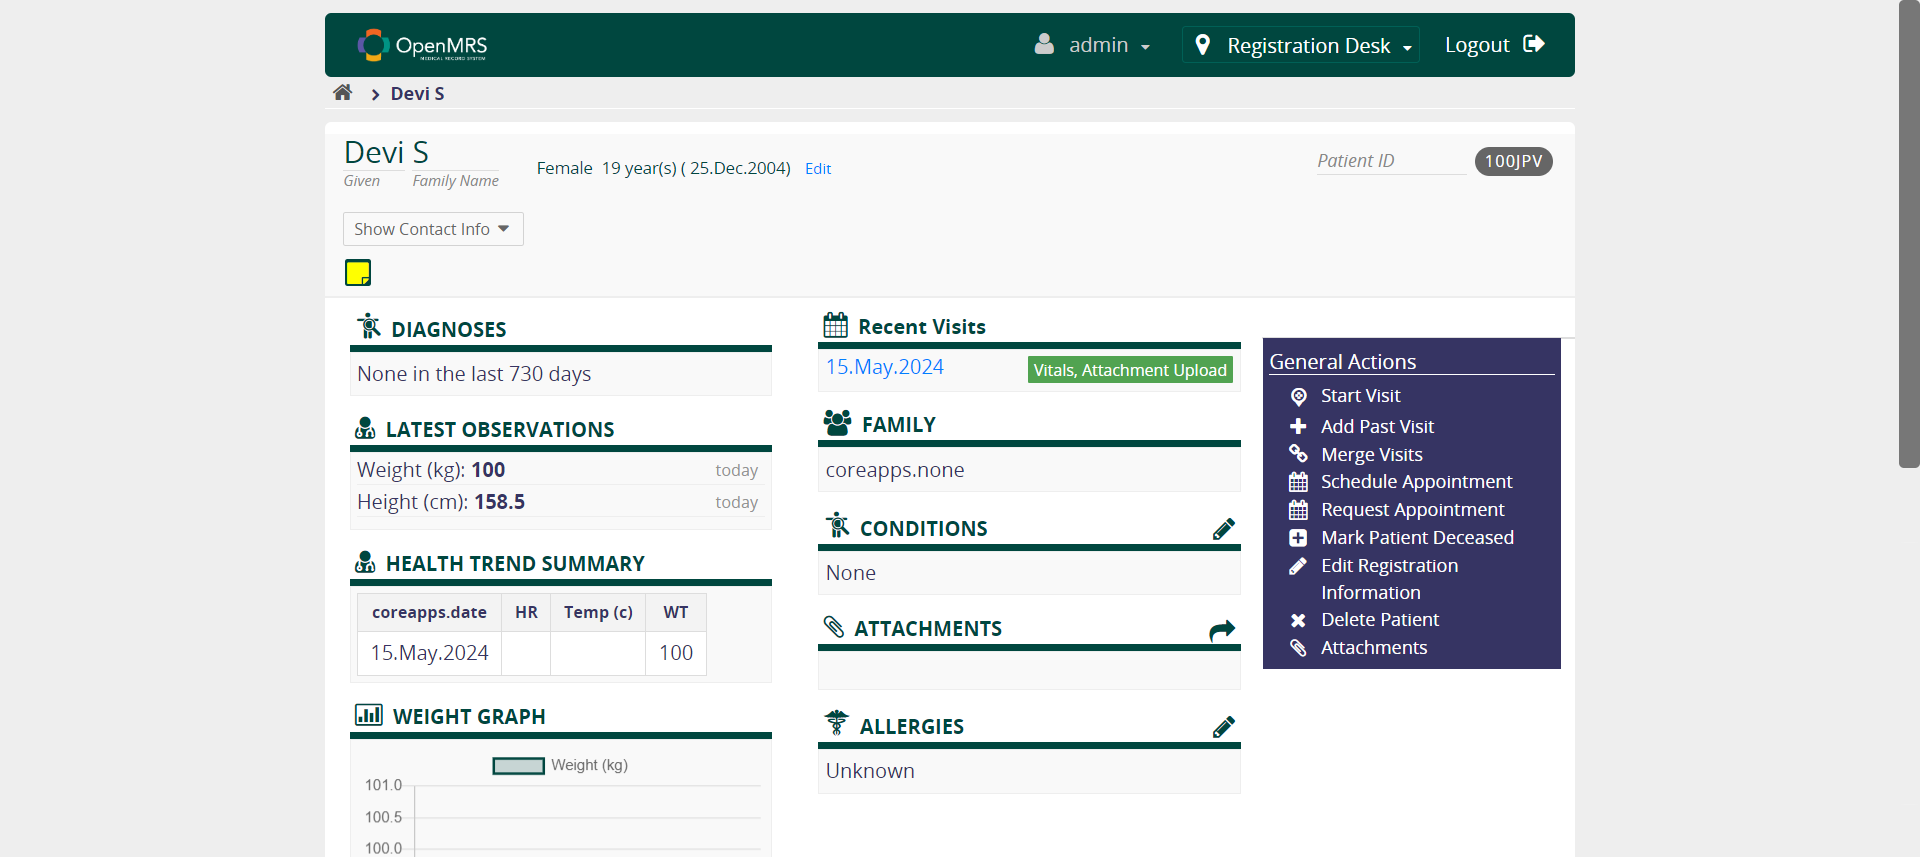 OpenMRS
MEDICAL RECORD SYSTEM
admin
Registration Desk
Logout
Devi S
Devi S
Given Family Name
Female 19 year(s) ( 25.Dec.2004) Edit
Patient ID 100JPV
Show Contact Info
DIAGNOSES
None in the last 730 days
LATEST OBSERVATIONS
Weight (kg): 100 today
Height (cm): 158.5 today
HEALTH TREND SUMMARY
coreapps.date HR Temp (c) WT
15.May.2024 100
WEIGHT GRAPH
Weight (kg)
101.0
100.5
100.0
Recent Visits
15.May.2024 Vitals, Attachment Upload
FAMILY
coreapps.none
CONDITIONS
None
ATTACHMENTS
ALLERGIES
Unknown
General Actions
Start Visit
Add Past Visit
Merge Visits
Schedule Appointment
Request Appointment
Mark Patient Deceased
Edit Registration
Information
Delete Patient
Attachments